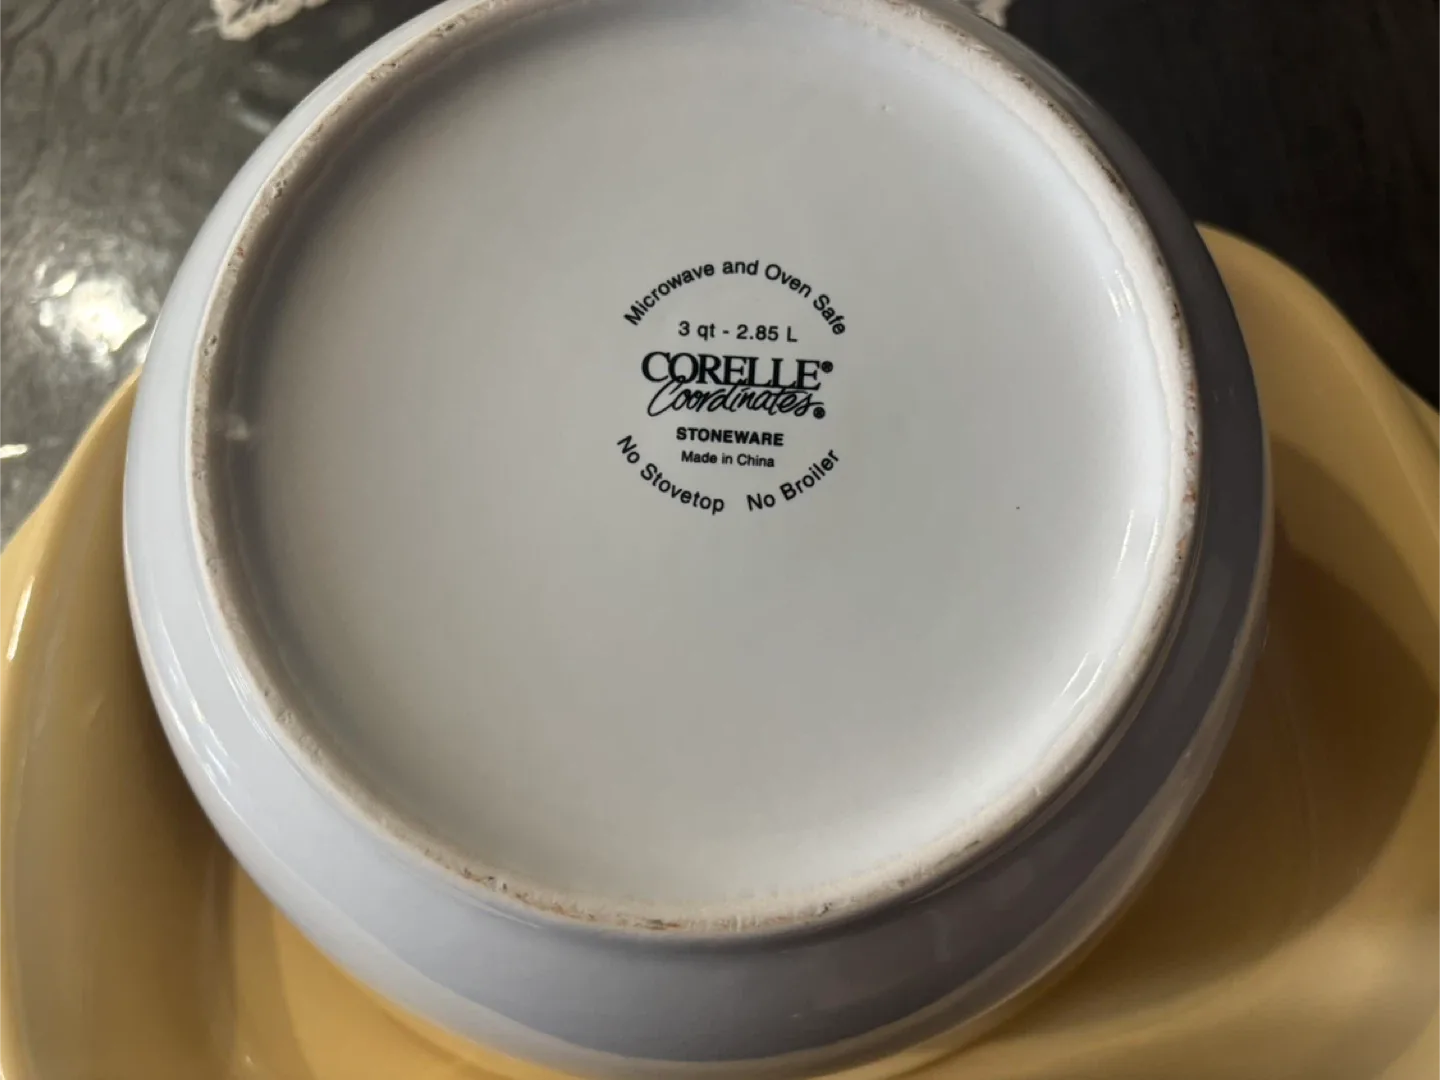 Microwave and Oven Safe
3 qt - 2.85 L
CORELLE®
Coordinates®
STONEWARE
Made in China
No Stovetop No Broiler